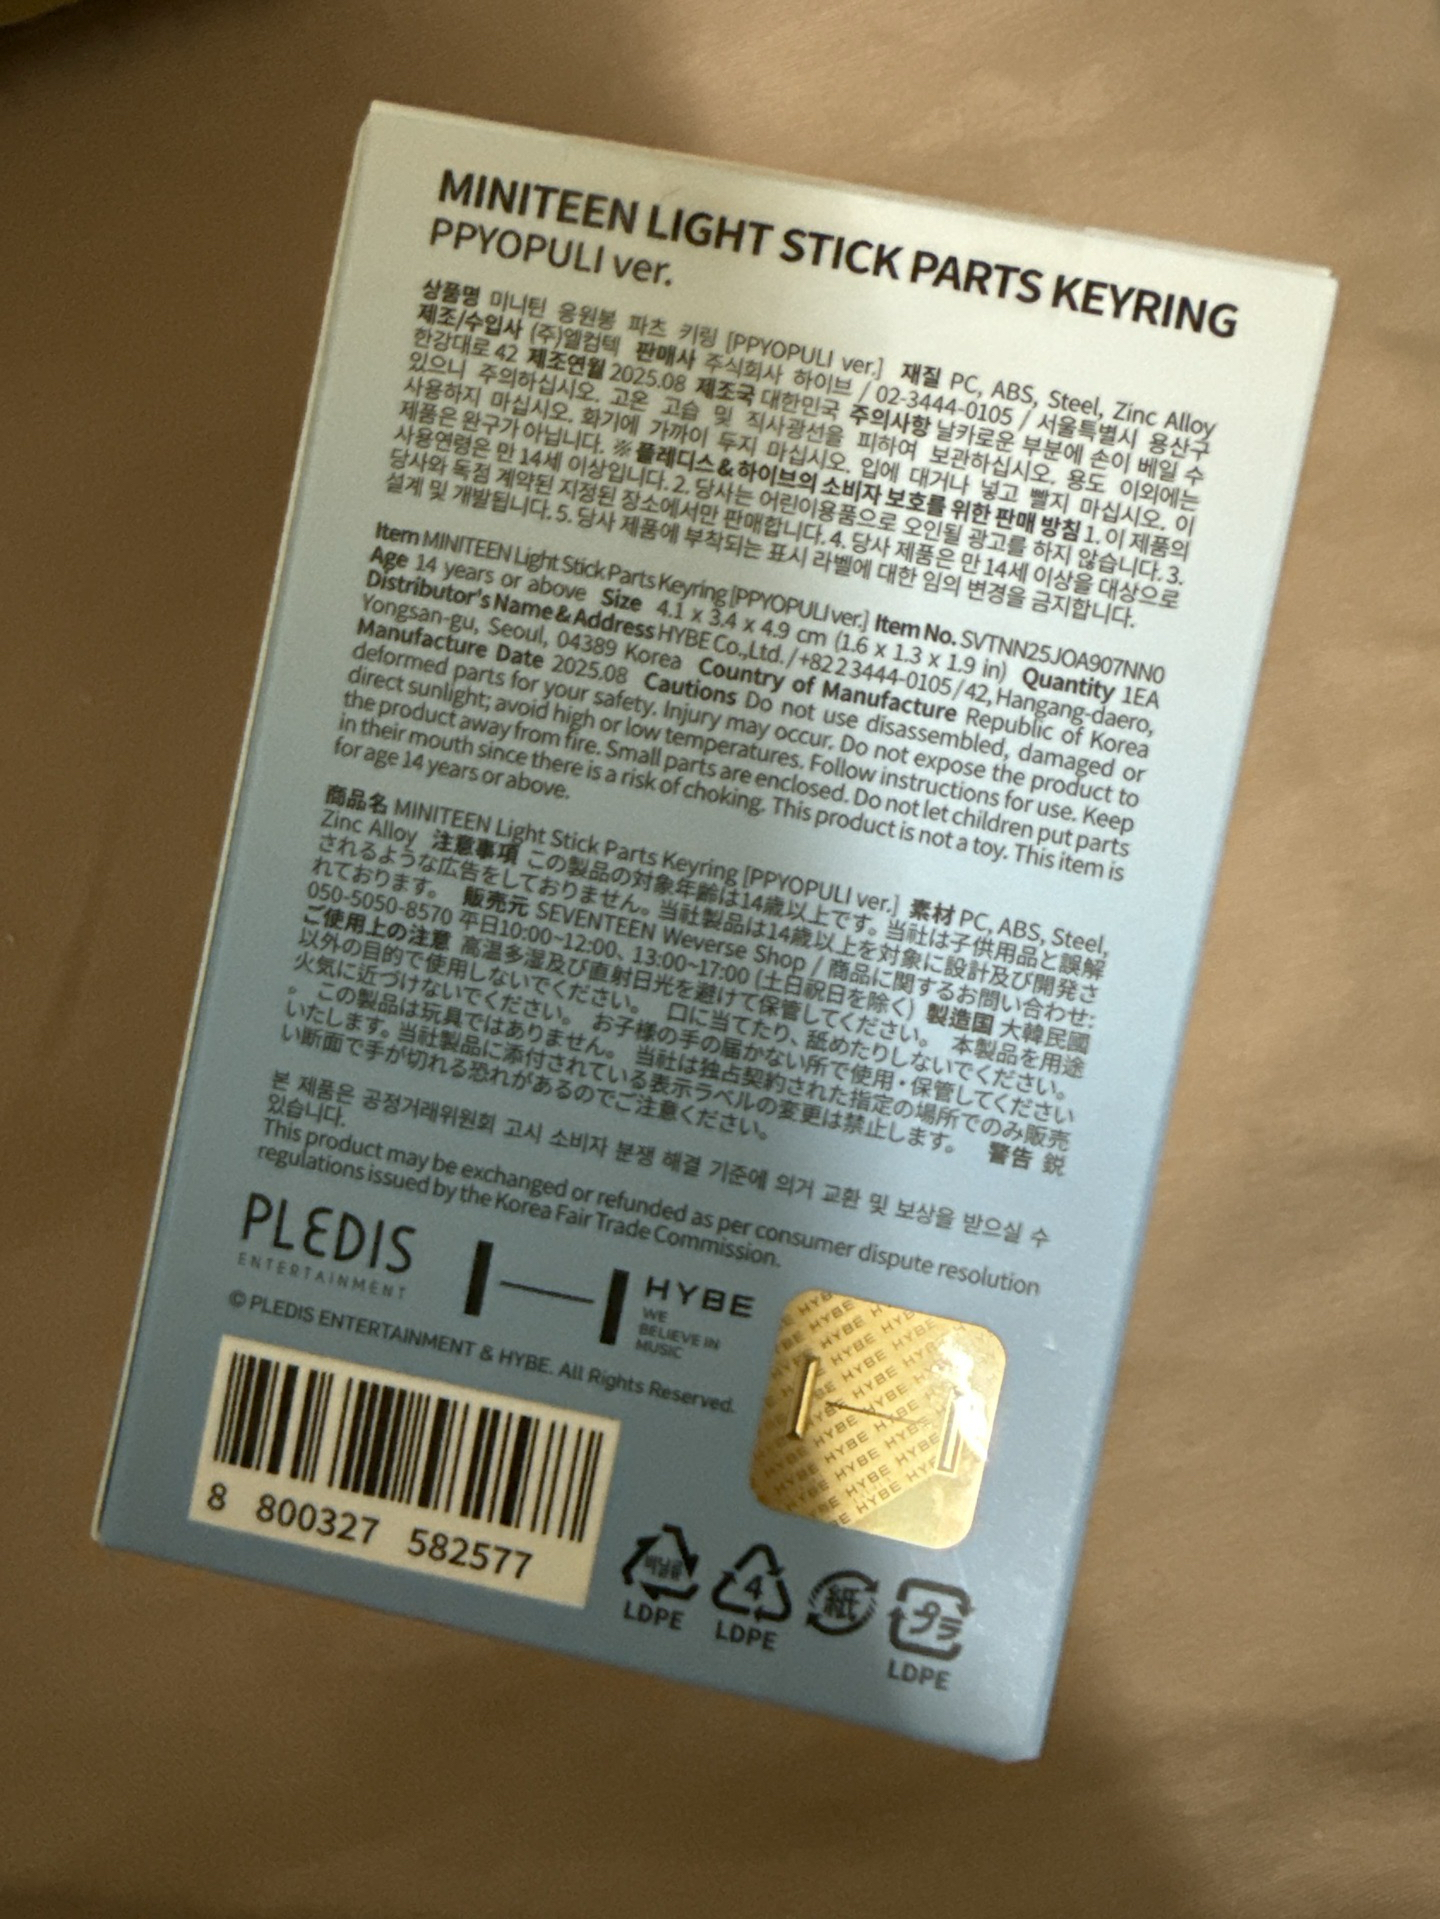 MINITEEN LIGHT STICK PARTS KEYRING
PPYOPULI ver.
상품명 미니틴 응원봉 파츠 키링 [PPYOPULI ver.] 재질 PC, ABS, Steel, Zinc Alloy
제조/수입사 (주)엘컴텍 판매사 주식회사 하이브 / 02-3444-0105 / 서울특별시 용산구
한강대로 42 제조연월 2025.08 제조국 대한민국 주의사항 날카로운 부분에 손이 베일 수
있으니 주의하십시오. 고온 고습 및 직사광선을 피하여 보관하십시오. 용도 이외에는
사용하지 마십시오. 화기에 가까이 두지 마십시오. 입에 대거나 넣고 빨지 마십시오. 이
제품은 완구가 아닙니다. ※ 플레디스&하이브의 소비자 보호를 위한 판매 방침 1. 이 제품의
사용연령은 만 14세 이상입니다. 2. 당사는 어린이용품으로 오인될 광고를 하지 않습니다. 3.
당사와 독점 계약된 지정된 장소에서만 판매합니다. 4. 당사 제품은 만 14세 이상을 대상으로
설계 및 개발됩니다. 5. 당사 제품에 부착되는 표시 라벨에 대한 임의 변경을 금지합니다.
Item MINITEEN Light Stick Parts Keyring [PPYOPULI ver.] Item No. SVTNN25JOA907NN0
Age 14 years or above Size 4.1 x 3.4 x 4.9 cm (1.6 x 1.3 x 1.9 in) Quantity 1EA
Distributor's Name & Address HYBE Co.,Ltd. / +82 2 3444-0105 / 42, Hangang-daero,
Yongsan-gu, Seoul, 04389 Korea Country of Manufacture Republic of Korea
Manufacture Date 2025.08 Cautions Do not use disassembled, damaged or
deformed parts for your safety. Injury may occur. Do not expose the product to
direct sunlight; avoid high or low temperatures. Follow instructions for use. Keep
the product away from fire. Small parts are enclosed. Do not let children put parts
in their mouth since there is a risk of choking. This product is not a toy. This item is
for age 14 years or above.
商品名 MINITEEN Light Stick Parts Keyring [PPYOPULI ver.] 素材 PC, ABS, Steel,
Zinc Alloy 注意事項 この製品の対象年齢は14歳以上です。当社は子供用品と誤解
されるような広告をしておりません。当社製品は14歳以上を対象に設計及び開発さ
れております。 販売元 SEVENTEEN Weverse Shop / 商品に関するお問い合わせ:
050-5050-8570 平日10:00~12:00、13:00~17:00 (土日祝日を除く) 製造国 大韓民國
ご使用上の注意 高温多湿及び直射日光を避けて保管してください。 本製品を用途
以外の目的で使用しないでください。 口に当てたり、舐めたりしないでください。
火気に近づけないでください。 お子様の手の届かない所で使用・保管してください
。 この製品は玩具ではありません。 当社は独占契約された指定の場所でのみ販売
いたします。当社製品に添付されている表示ラベルの変更は禁止します。 警告 鋭
い断面で手が切れる恐れがあるのでご注意ください。
본 제품은 공정거래위원회 고시 소비자 분쟁 해결 기준에 의거 교환 및 보상을 받으실 수
있습니다.
This product may be exchanged or refunded as per consumer dispute resolution
regulations issued by the Korea Fair Trade Commission.
PLEDIS
ENTERTAINMENT
HYBE
WE
BELIEVE IN
MUSIC
© PLEDIS ENTERTAINMENT & HYBE. All Rights Reserved.
HYBE HYBE HYBE
8 800327 582577
비닐류
LDPE
4
LDPE
紙
プラ
LDPE